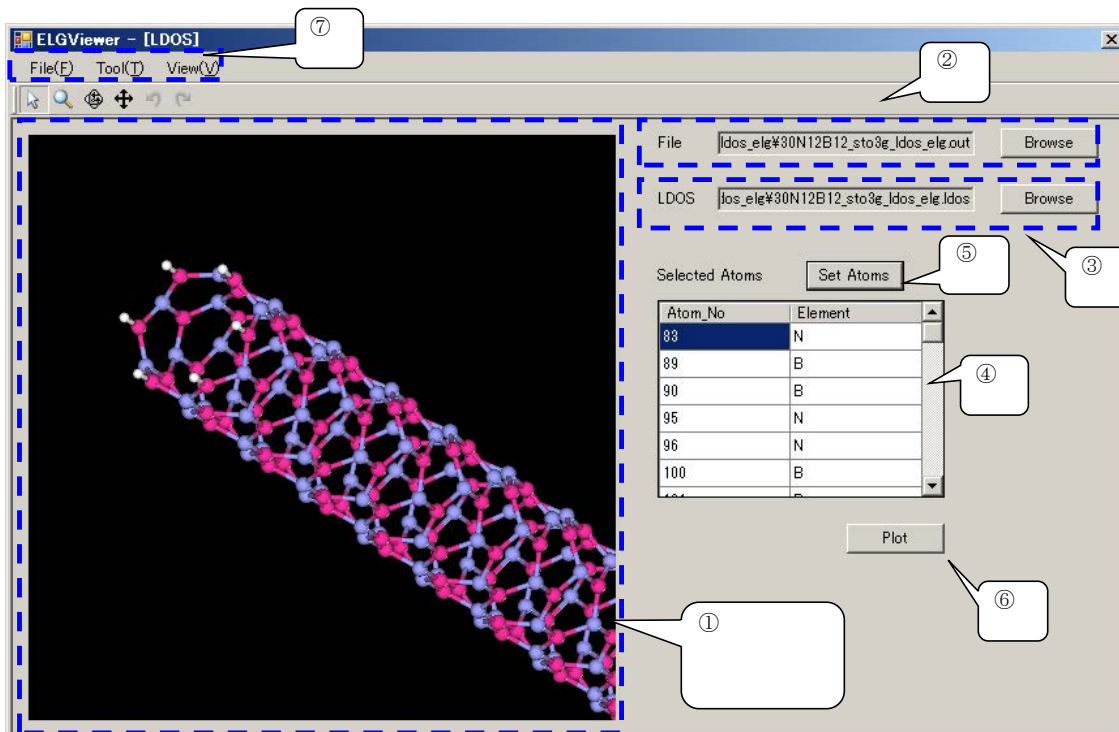 ⑦
ELGViewer - [LDOS]
File(F) Tool(T) View(V)
②
File ldos_elg¥30N12B12_sto3g_ldos_elg.out Browse
LDOS dos_elg¥30N12B12_sto3g_ldos_elg.ldos Browse
③
⑤
Selected Atoms Set Atoms
Atom_No Element
83 N
89 B
90 B
95 N
96 N
100 B
④
Plot
⑥
①